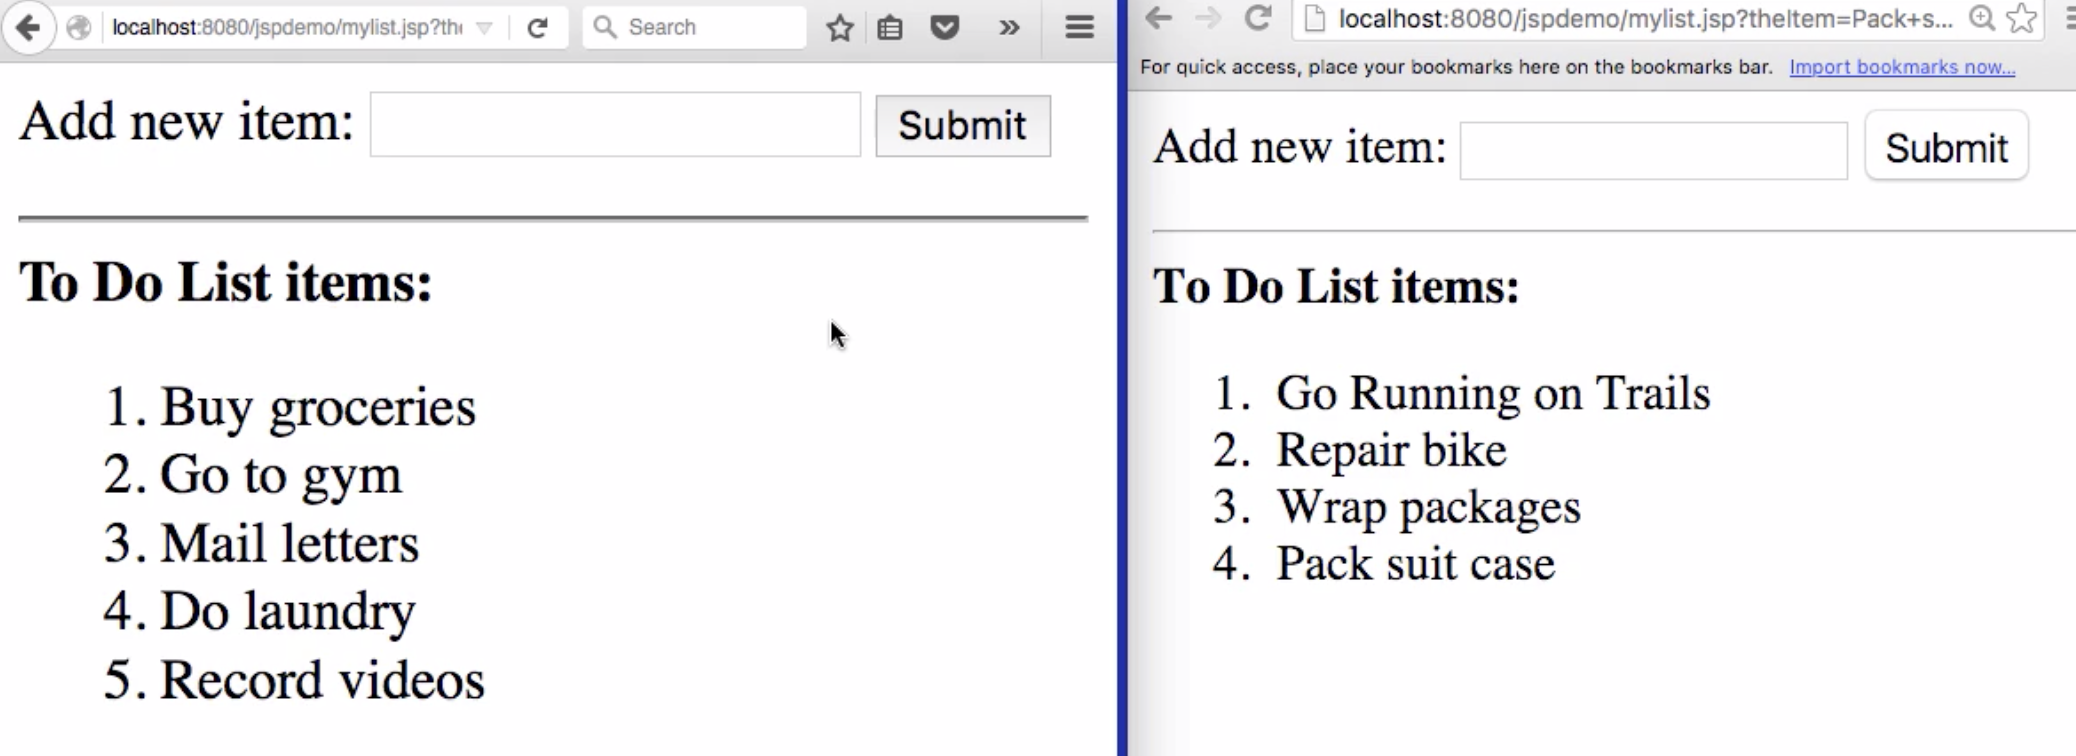 localhost:8080/jspdemo/mylist.jsp?the
Search
Add new item:
Submit
To Do List items:
1. Buy groceries
2. Go to gym
3. Mail letters
4. Do laundry
5. Record videos
localhost:8080/jspdemo/mylist.jsp?theItem=Pack+s...
For quick access, place your bookmarks here on the bookmarks bar. Import bookmarks now...
Add new item:
Submit
To Do List items:
1. Go Running on Trails
2. Repair bike
3. Wrap packages
4. Pack suit case